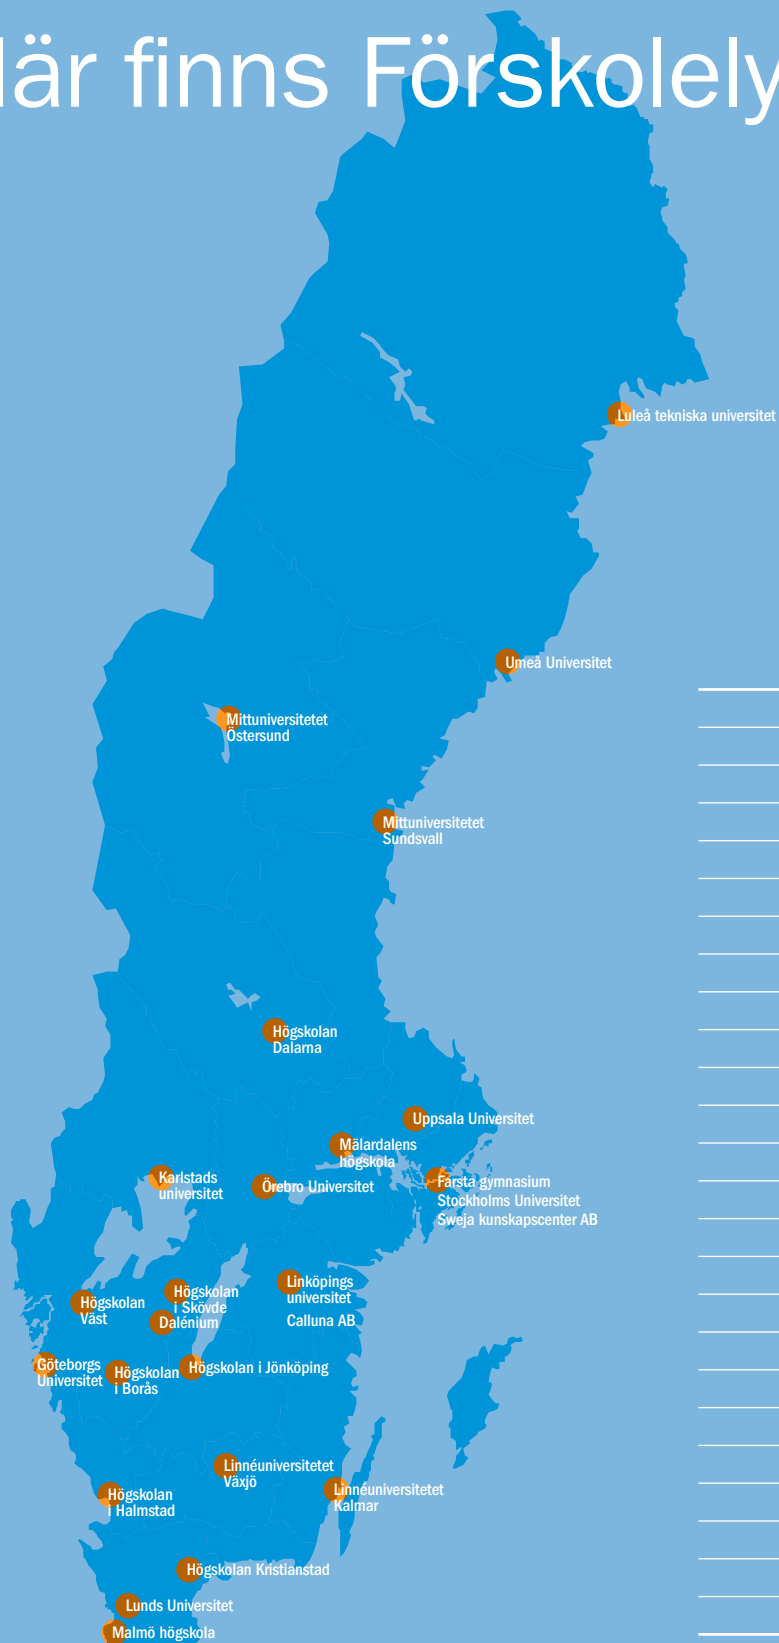 är finns Förskolely
Luleå tekniska universitet
Umeå Universitet
Mittuniversitetet
Östersund
Mittuniversitetet
Sundsvall
Högskolan
Dalarna
Uppsala Universitet
Mälardalens
högskola
Karlstads
universitet
Örebro Universitet
Farsta gymnasium
Stockholms Universitet
Sweja kunskapscenter AB
Linköpings
universitet
Calluna AB
Högskolan
i Skövde
Högskolan
Väst
Dalénium
Göteborgs
Universitet
Högskolan
i Borås
Högskolan i Jönköping
Linnéuniversitetet
Växjö
Linnéuniversitetet
Kalmar
Högskolan
i Halmstad
Högskolan Kristianstad
Lunds Universitet
Malmö högskola